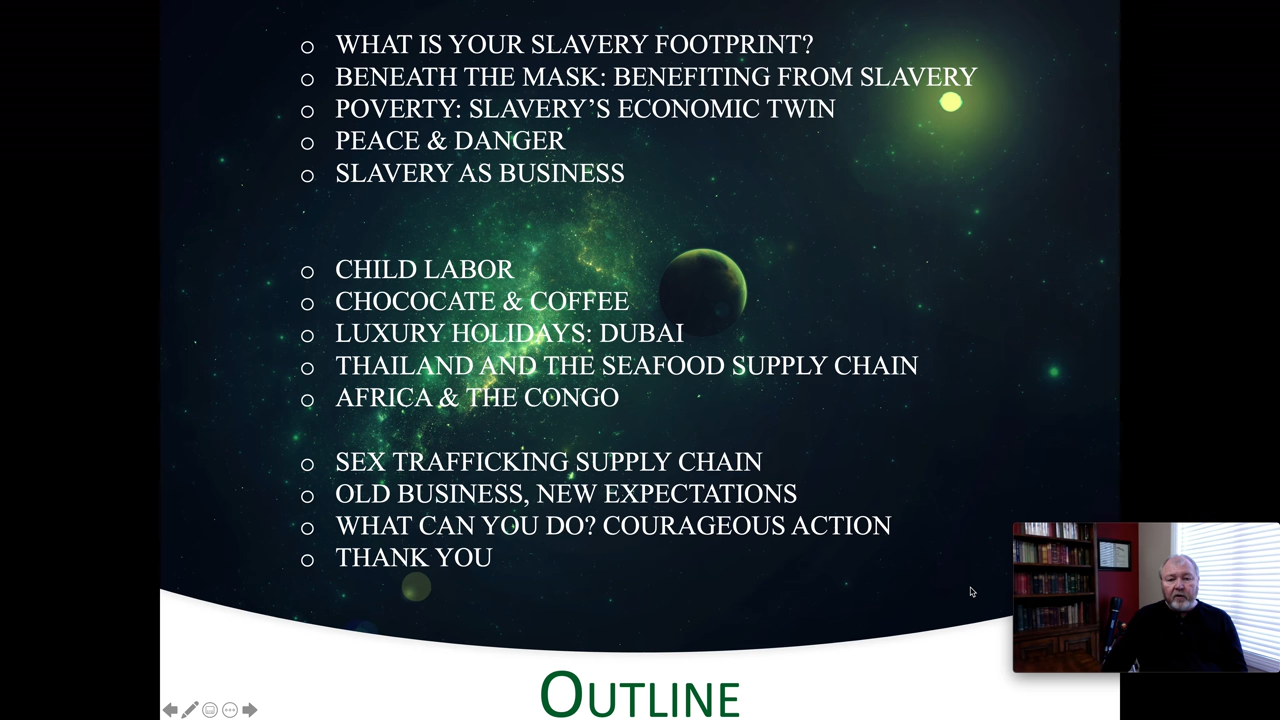 WHAT IS YOUR SLAVERY FOOTPRINT?
BENEATH THE MASK: BENEFITING FROM SLAVERY
POVERTY: SLAVERY’S ECONOMIC TWIN
PEACE & DANGER
SLAVERY AS BUSINESS
CHILD LABOR
CHOCOCATE & COFFEE
LUXURY HOLIDAYS: DUBAI
THAILAND AND THE SEAFOOD SUPPLY CHAIN
AFRICA & THE CONGO
SEX TRAFFICKING SUPPLY CHAIN
OLD BUSINESS, NEW EXPECTATIONS
WHAT CAN YOU DO? COURAGEOUS ACTION
THANK YOU
OUTLINE